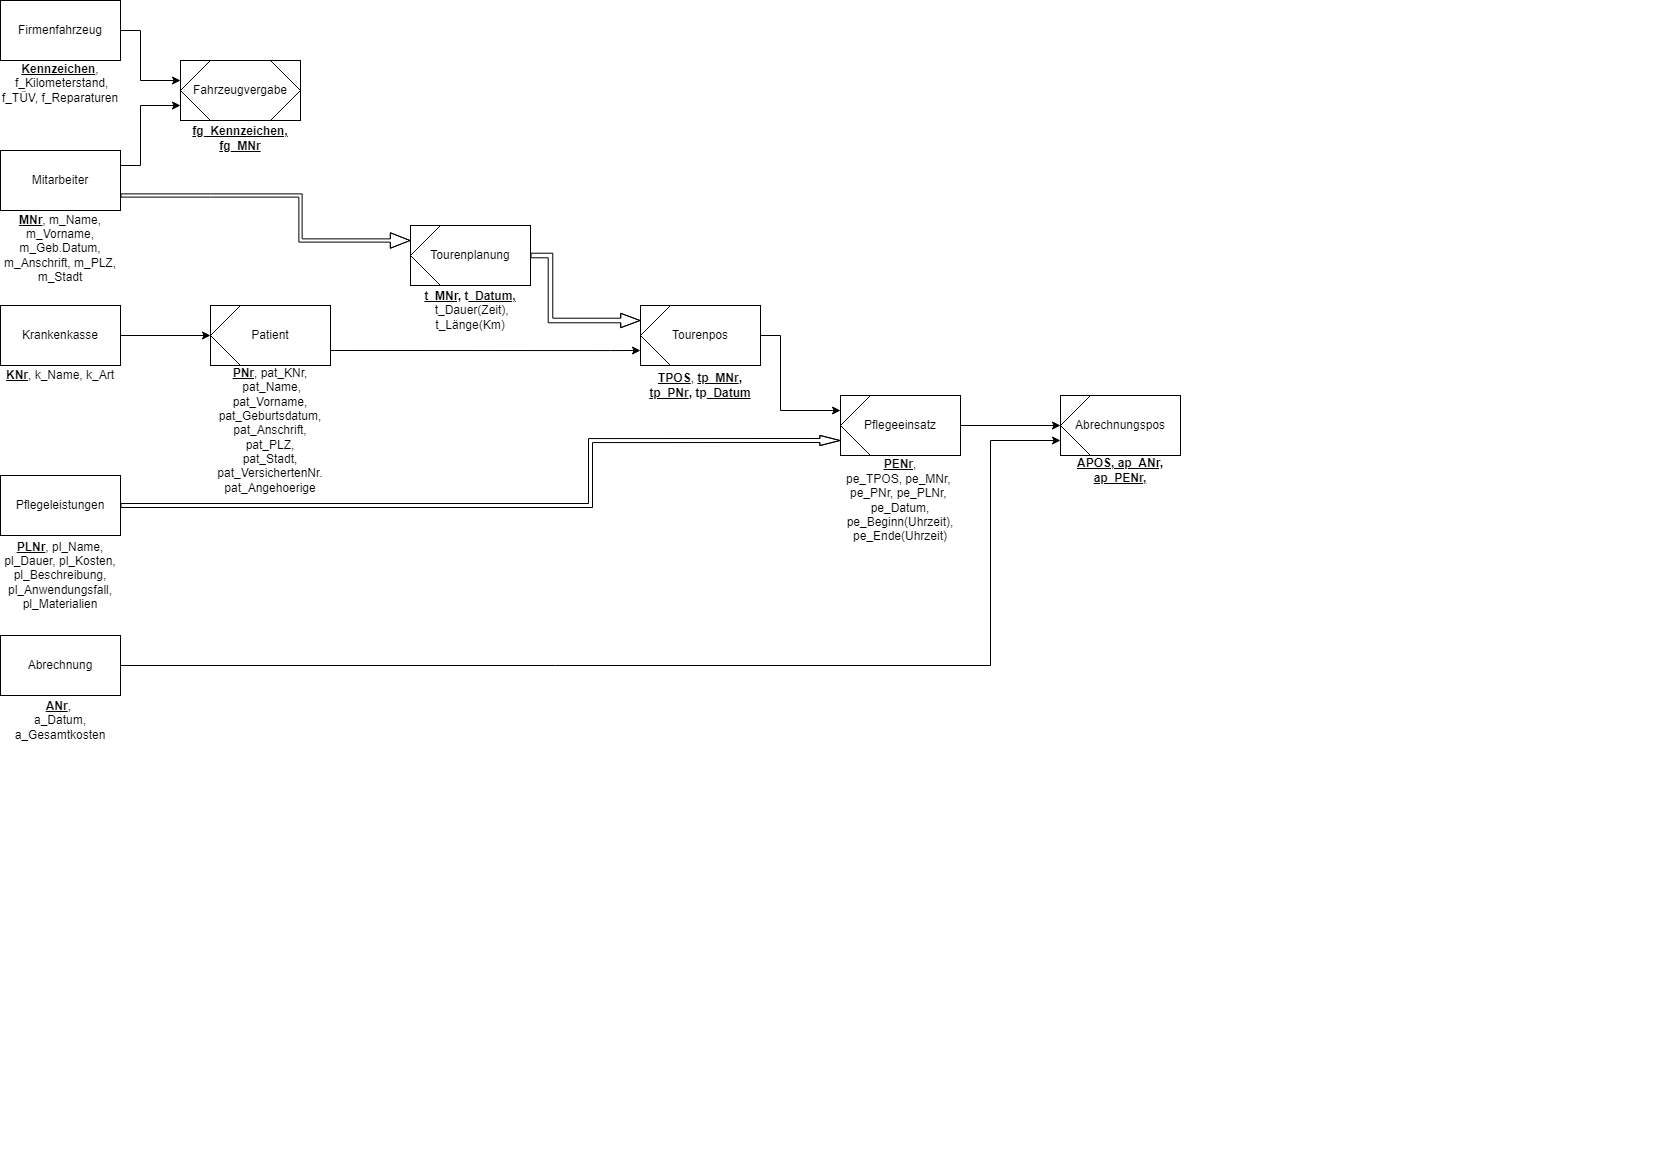 Firmenfahrzeug
Kennzeichen,
f_Kilometerstand,
f_TÜV, f_Reparaturen
Fahrzeugvergabe
fg_Kennzeichen,
fg_MNr
Mitarbeiter
MNr, m_Name,
m_Vorname,
m_Geb.Datum,
m_Anschrift, m_PLZ,
m_Stadt
Tourenplanung
t_MNr, t_Datum,
t_Dauer(Zeit),
t_Länge(Km)
Krankenkasse
KNr, k_Name, k_Art
Patient
PNr, pat_KNr,
pat_Name,
pat_Vorname,
pat_Geburtsdatum,
pat_Anschrift,
pat_PLZ,
pat_Stadt,
pat_VersichertenNr.
pat_Angehoerige
Tourenpos
TPOS, tp_MNr,
tp_PNr, tp_Datum
Pflegeeinsatz
PENr,
pe_TPOS, pe_MNr,
pe_PNr, pe_PLNr,
pe_Datum,
pe_Beginn(Uhrzeit),
pe_Ende(Uhrzeit)
Abrechnungspos
APOS, ap_ANr,
ap_PENr,
Pflegeleistungen
PLNr, pl_Name,
pl_Dauer, pl_Kosten,
pl_Beschreibung,
pl_Anwendungsfall,
pl_Materialien
Abrechnung
ANr,
a_Datum,
a_Gesamtkosten